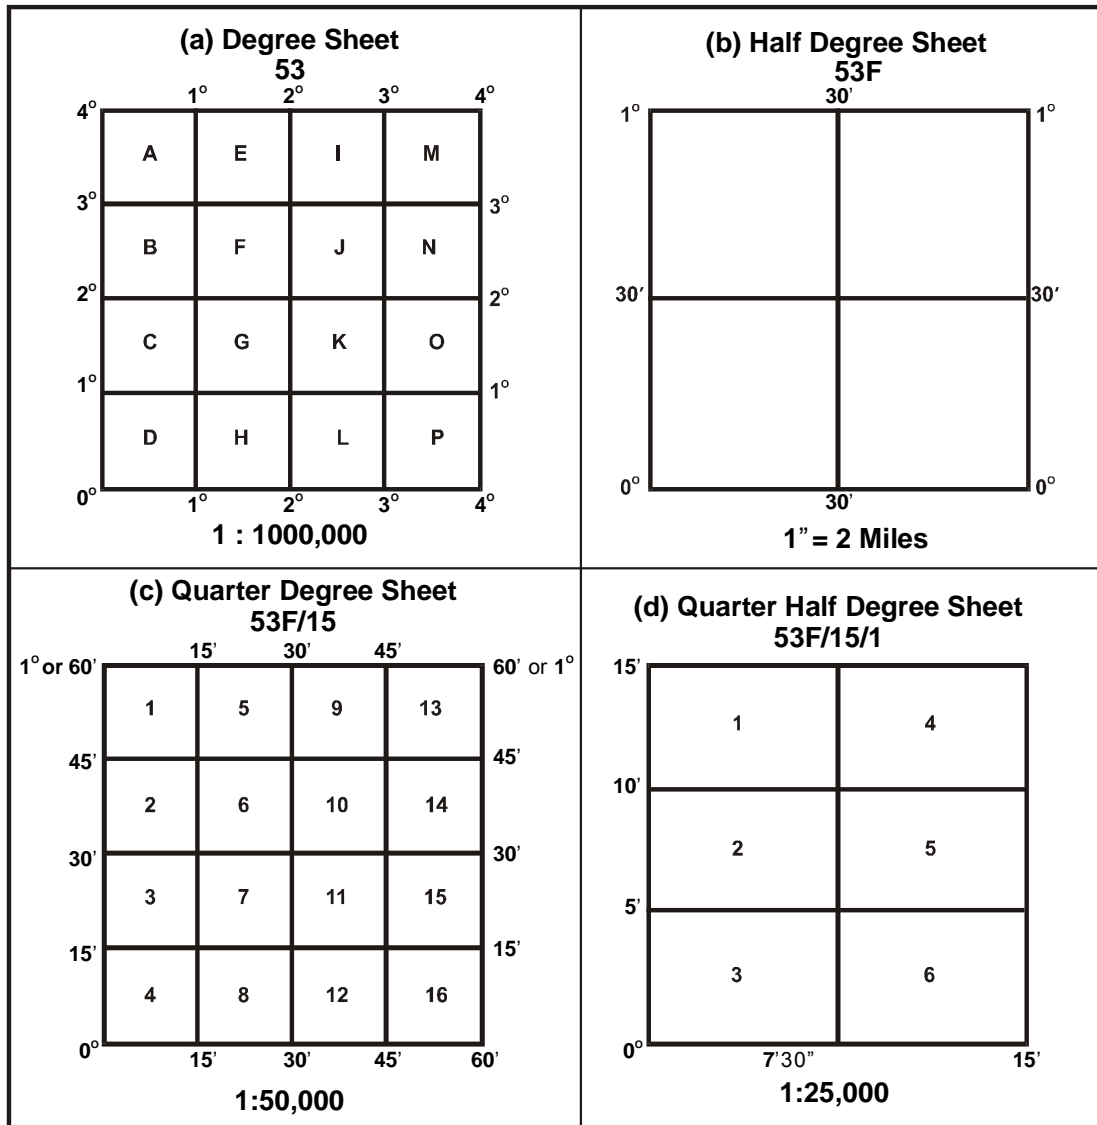 (a) Degree Sheet
53
1° 2° 3° 4°
4°
A E I M
3° 3°
B F J N
2° 2°
C G K O
1° 1°
D H L P
0°
1° 2° 3° 4°
1 : 1000,000
(b) Half Degree Sheet
53F
30'
1° 1°
30' 30'
0° 0°
30'
1" = 2 Miles
(c) Quarter Degree Sheet
53F/15
15' 30' 45'
1° or 60' 60' or 1°
1 5 9 13
45' 45'
2 6 10 14
30' 30'
3 7 11 15
15' 15'
4 8 12 16
0°
15' 30' 45' 60'
1:50,000
(d) Quarter Half Degree Sheet
53F/15/1
15'
1 4
10'
2 5
5'
3 6
0°
7'30" 15'
1:25,000